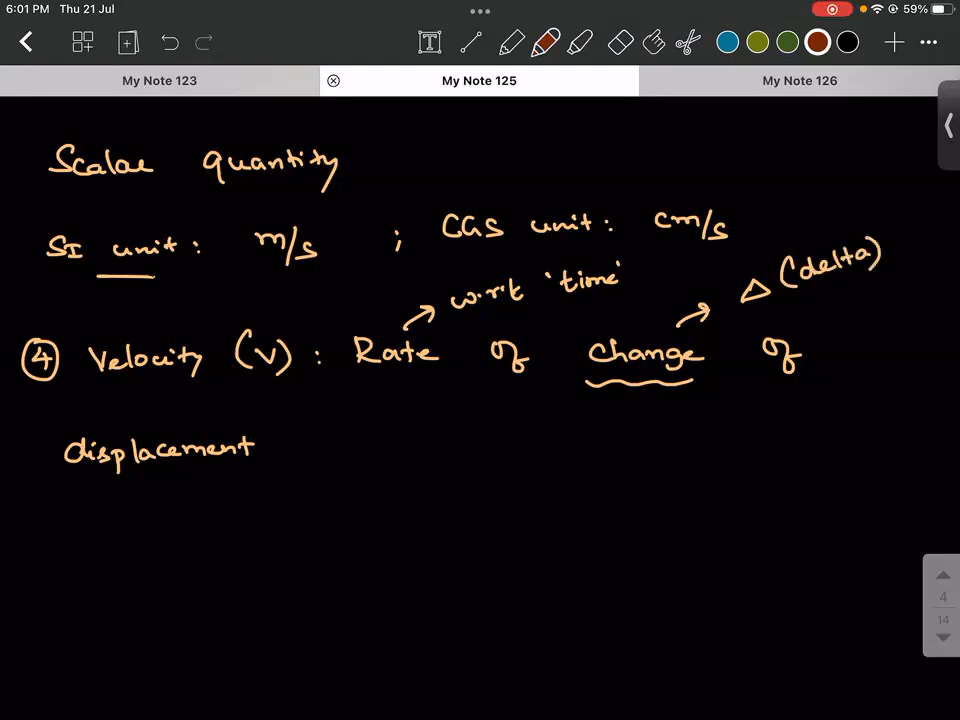 6:01 PM Thu 21 Jul
59%
My Note 123
My Note 125
My Note 126
Scalar quantity
SI unit : m/s ; CGS unit : cm/s
w.r.t 'time'
Δ (delta)
④ Velocity (V) : Rate of Change of
displacement
4
14